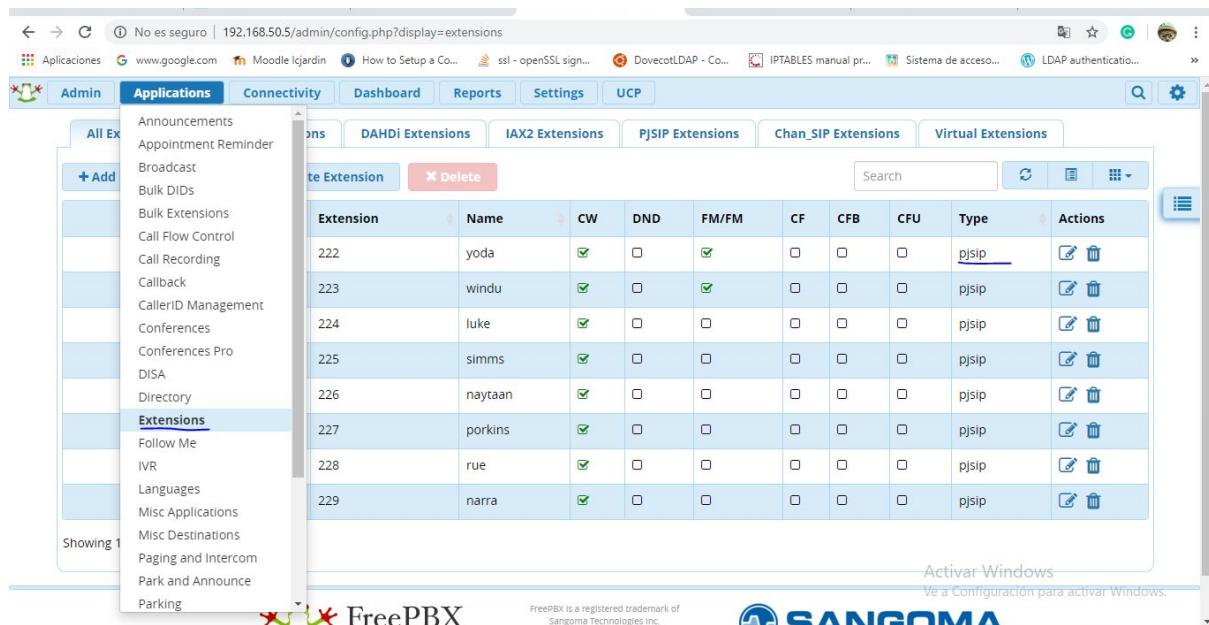 No es seguro | 192.168.50.5/admin/config.php?display=extensions
Aplicaciones www.google.com Moodle Icjardin How to Setup a Co... ssl - openSSL sign... DovecotLDAP - Co... IPTABLES manual pr... Sistema de acceso... LDAP authenticatio... »
Admin Applications Connectivity Dashboard Reports Settings UCP
All Ex ons DAHDi Extensions IAX2 Extensions PJSIP Extensions Chan_SIP Extensions Virtual Extensions
+ Add te Extension Delete Search
Announcements
Appointment Reminder
Broadcast
Bulk DIDs
Bulk Extensions
Call Flow Control
Call Recording
Callback
CallerID Management
Conferences
Conferences Pro
DISA
Directory
Extensions
Follow Me
IVR
Languages
Misc Applications
Misc Destinations
Paging and Intercom
Park and Announce
Parking
Extension Name CW DND FM/FM CF CFB CFU Type Actions
222 yoda pjsip
223 windu pjsip
224 luke pjsip
225 simms pjsip
226 naytaan pjsip
227 porkins pjsip
228 rue pjsip
229 narra pjsip
Showing 1
Activar Windows
Ve a Configuración para activar Windows.
FreePBX
FreePBX is a registered trademark of
Sangoma Technologies Inc.
SANGOMA